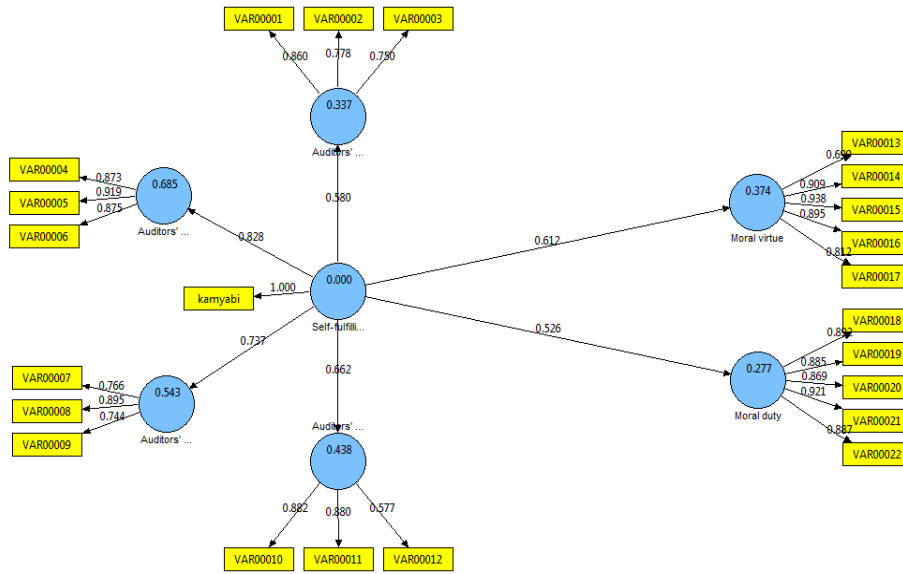 VAR00001
VAR00002
VAR00003
0.860
0.778
0.750
0.337
Auditors' ...
0.580
VAR00004
VAR00005
VAR00006
0.873
0.919
0.875
0.685
Auditors' ...
0.828
kamyabi
1.000
0.000
Self-fulfilli...
0.737
0.662
VAR00007
VAR00008
VAR00009
0.766
0.895
0.744
0.543
Auditors' ...
Auditors' ...
0.438
0.882
0.880
0.577
VAR00010
VAR00011
VAR00012
0.612
0.374
Moral virtue
0.699
0.909
0.938
0.895
0.812
VAR00013
VAR00014
VAR00015
VAR00016
VAR00017
0.526
0.277
Moral duty
0.885
0.869
0.921
0.887
VAR00018
VAR00019
VAR00020
VAR00021
VAR00022